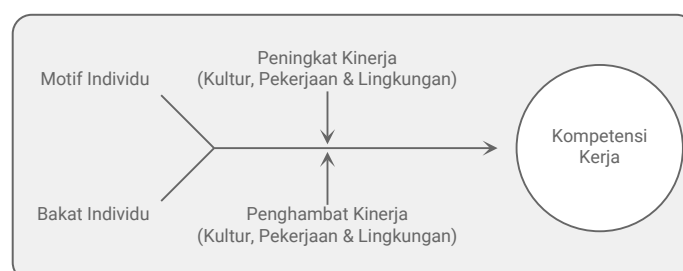 Motif Individu
Peningkat Kinerja
(Kultur, Pekerjaan & Lingkungan)
Kompetensi
Kerja
Bakat Individu
Penghambat Kinerja
(Kultur, Pekerjaan & Lingkungan)